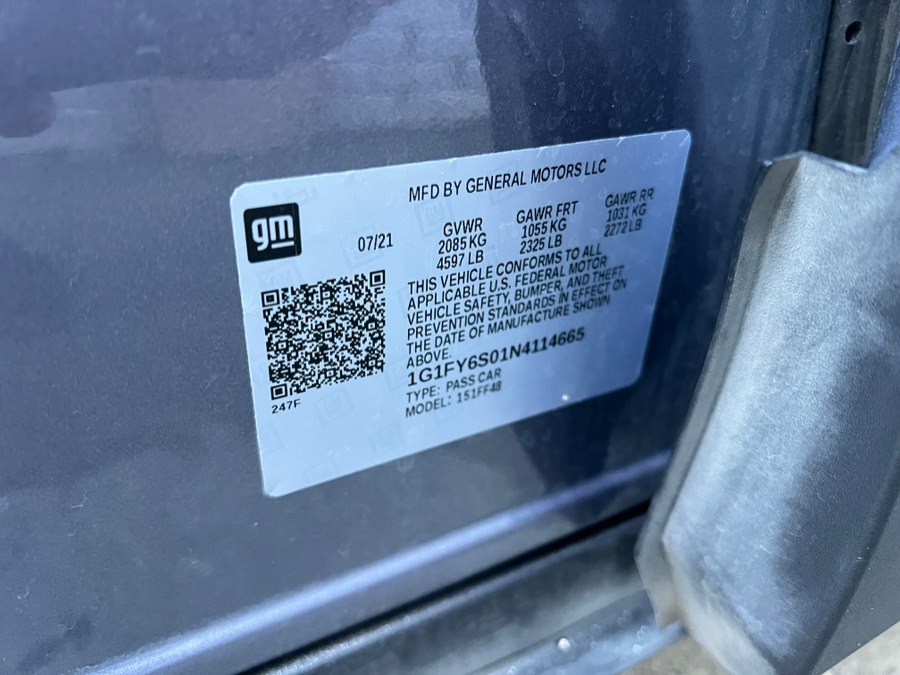 MFD BY GENERAL MOTORS LLC
gm
07/21
GVWR GAWR FRT GAWR RR
2085 KG 1055 KG 1031 KG
4597 LB 2325 LB 2272 LB
THIS VEHICLE CONFORMS TO ALL
APPLICABLE U.S. FEDERAL MOTOR
VEHICLE SAFETY, BUMPER, AND THEFT
PREVENTION STANDARDS IN EFFECT ON
THE DATE OF MANUFACTURE SHOWN
ABOVE.
1G1FY6S01N4114665
TYPE: PASS CAR
MODEL: 151FF48
247F